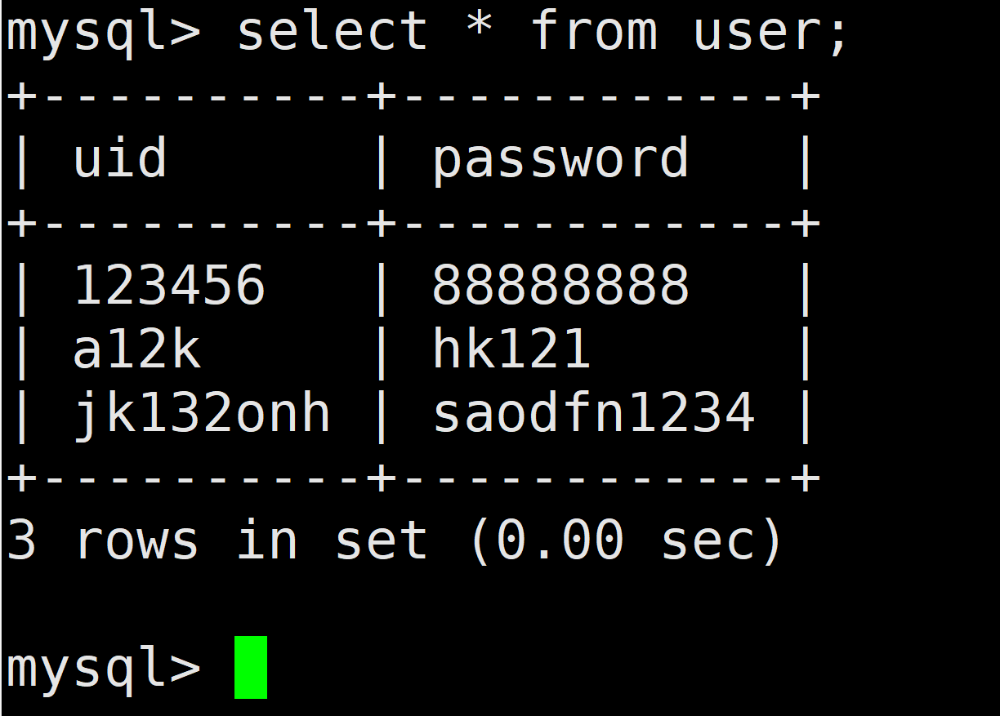 mysql> select * from user;
+-----------+-------------+
| uid       | password    |
+-----------+-------------+
| 123456    | 88888888    |
| a12k      | hk121       |
| jk132onh  | saodfn1234  |
+-----------+-------------+
3 rows in set (0.00 sec)
mysql>